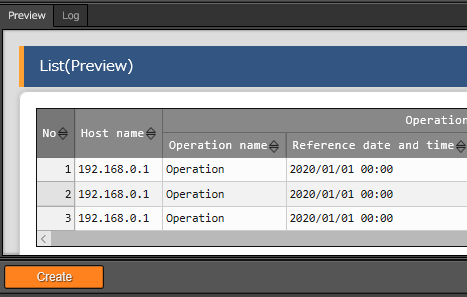 Preview Log
List(Preview)
Operation
No Host name Operation name Reference date and time
1 192.168.0.1 Operation 2020/01/01 00:00
2 192.168.0.1 Operation 2020/01/01 00:00
3 192.168.0.1 Operation 2020/01/01 00:00
Create